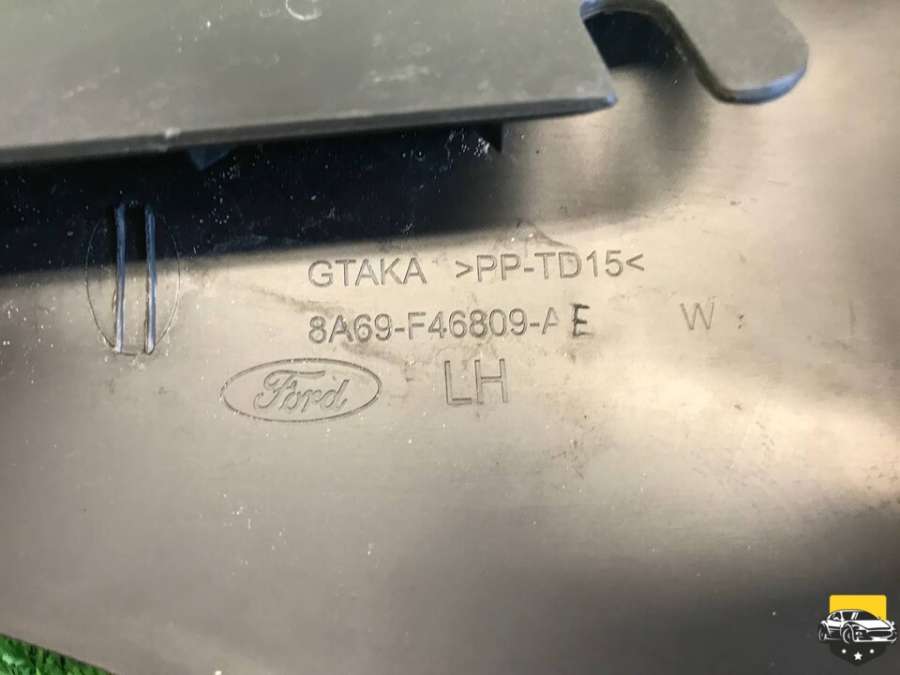 GTAKA >PP-TD15<
8A69-F46809-AE W
Ford LH